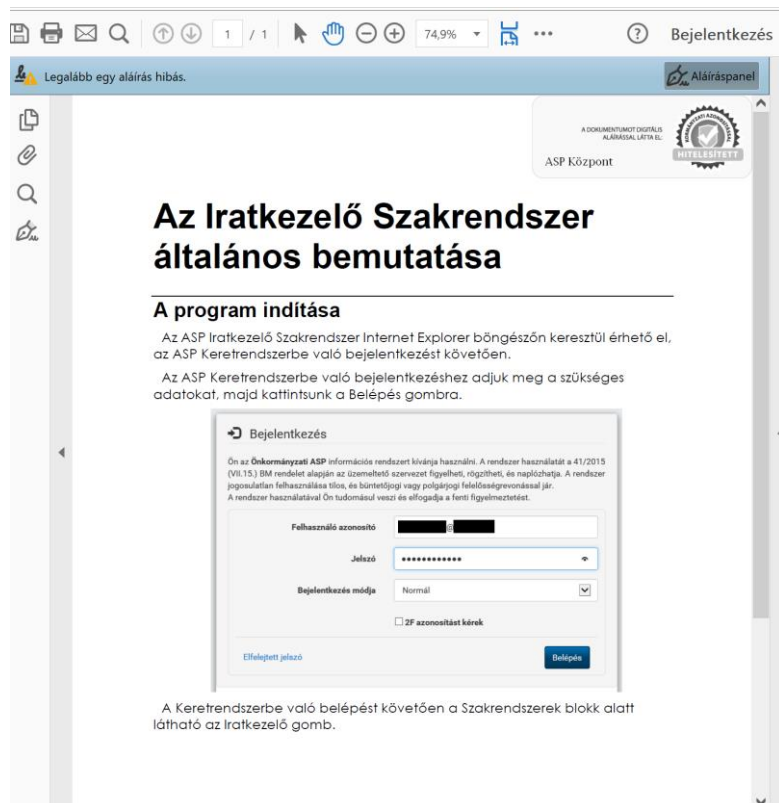 1 / 1 74,9% ? Bejelentkezés
Legalább egy aláírás hibás. Aláíráspanel
A DOKUMENTUMOT DIGITÁLIS
ALÁÍRÁSSAL LÁTTA EL:
ASP Központ
KORMÁNYZATI AZONOSÍTÁSSAL
HITELESÍTETT
Az Iratkezelő Szakrendszer
általános bemutatása
A program indítása
Az ASP Iratkezelő Szakrendszer Internet Explorer böngészőn keresztül érhető el,
az ASP Keretrendszerbe való bejelentkezést követően.
Az ASP Keretrendszerbe való bejelentkezéshez adjuk meg a szükséges
adatokat, majd kattintsunk a Belépés gombra.
Bejelentkezés
Ön az Önkormányzati ASP információs rendszert kívánja használni. A rendszer használatát a 41/2015
(VII.15.) BM rendelet alapján az üzemeltető szervezet figyelheti, rögzítheti, és naplózhatja. A rendszer
jogosulatlan felhasználása tilos, és büntetőjogi vagy polgárjogi felelősségrevonással jár.
A rendszer használatával Ön tudomásul veszi és elfogadja a fenti figyelmeztetést.
Felhasználó azonosító @
Jelszó ••••••••••••
Bejelentkezés módja Normál
2F azonosítást kérek
Elfelejtett jelszó Belépés
A Keretrendszerbe való belépést követően a Szakrendszerek blokk alatt
látható az Iratkezelő gomb.